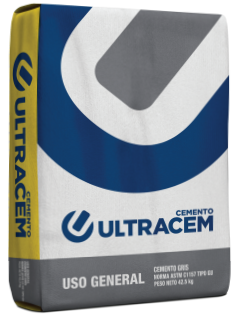 ULTRACEM
CEMENTO
CEMENTO
ULTRACEM
USO GENERAL
CEMENTO GRIS
NORMA ASTM C1157 TIPO GU
PESO NETO 42.5 kg